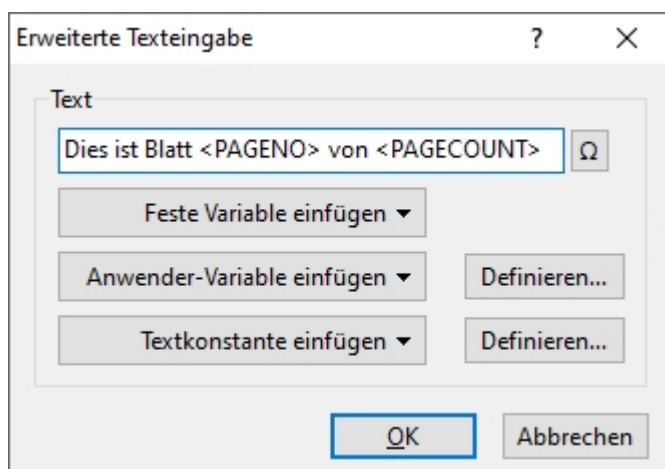 Erweiterte Texteingabe ?
Text
Dies ist Blatt <PAGENO> von <PAGECOUNT> Ω
Feste Variable einfügen
Anwender-Variable einfügen Definieren...
Textkonstante einfügen Definieren...
OK Abbrechen